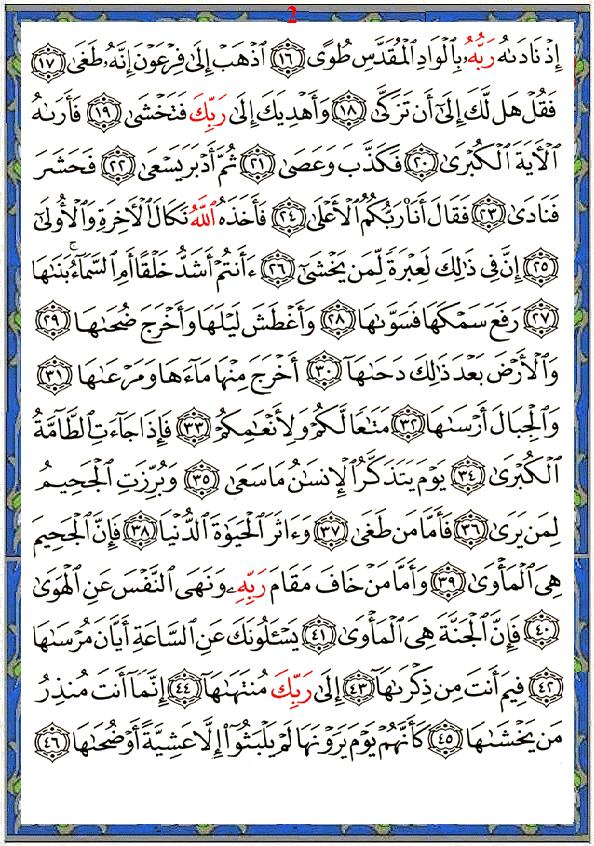 2
إِذْ نَادَىٰهُ رَبُّهُۥ بِٱلْوَادِ ٱلْمُقَدَّسِ طُوًى ١٦ ٱذْهَبْ إِلَىٰ فِرْعَوْنَ إِنَّهُۥ طَغَىٰ ١٧
فَقُلْ هَل لَّكَ إِلَىٰٓ أَن تَزَكَّىٰ ١٨ وَأَهْدِيَكَ إِلَىٰ رَبِّكَ فَتَخْشَىٰ ١٩ فَأَرَىٰهُ
ٱلْأَيَةَ ٱلْكُبْرَىٰ ٢٠ فَكَذَّبَ وَعَصَىٰ ٢١ ثُمَّ أَدْبَرَ يَسْعَىٰ ٢٢ فَحَشَرَ
فَنَادَىٰ ٢٣ فَقَالَ أَنَا۠ رَبُّكُمُ ٱلْأَعْلَىٰ ٢٤ فَأَخَذَهُ ٱللَّهُ نَكَالَ ٱلْأَخِرَةِ وَٱلْأُولَىٰٓ
٢٥ إِنَّ فِى ذَٰلِكَ لَعِبْرَةً لِّمَن يَخْشَىٰٓ ٢٦ ءَأَنتُمْ أَشَدُّ خَلْقًا أَمِ ٱلسَّمَآءُ ۚ بَنَىٰهَا
٢٧ رَفَعَ سَمْكَهَا فَسَوَّىٰهَا ٢٨ وَأَغْطَشَ لَيْلَهَا وَأَخْرَجَ ضُحَىٰهَا ٢٩
وَٱلْأَرْضَ بَعْدَ ذَٰلِكَ دَحَىٰهَآ ٣٠ أَخْرَجَ مِنْهَا مَآءَهَا وَمَرْعَىٰهَا ٣١
وَٱلْجِبَالَ أَرْسَىٰهَا ٣٢ مَتَٰعًا لَّكُمْ وَلِأَنْعَٰمِكُمْ ٣٣ فَإِذَا جَآءَتِ ٱلطَّآمَّةُ
ٱلْكُبْرَىٰ ٣٤ يَوْمَ يَتَذَكَّرُ ٱلْإِنسَٰنُ مَا سَعَىٰ ٣٥ وَبُرِّزَتِ ٱلْجَحِيمُ
لِمَن يَرَىٰ ٣٦ فَأَمَّا مَن طَغَىٰ ٣٧ وَءَاثَرَ ٱلْحَيَوٰةَ ٱلدُّنْيَا ٣٨ فَإِنَّ ٱلْجَحِيمَ
هِىَ ٱلْمَأْوَىٰ ٣٩ وَأَمَّا مَنْ خَافَ مَقَامَ رَبِّهِۦ وَنَهَى ٱلنَّفْسَ عَنِ ٱلْهَوَىٰ
٤٠ فَإِنَّ ٱلْجَنَّةَ هِىَ ٱلْمَأْوَىٰ ٤١ يَسْـَٔلُونَكَ عَنِ ٱلسَّاعَةِ أَيَّانَ مُرْسَىٰهَا
٤٢ فِيمَ أَنتَ مِن ذِكْرَىٰهَآ ٤٣ إِلَىٰ رَبِّكَ مُنتَهَىٰهَآ ٤٤ إِنَّمَآ أَنتَ مُنذِرُ
مَن يَخْشَىٰهَا ٤٥ كَأَنَّهُمْ يَوْمَ يَرَوْنَهَا لَمْ يَلْبَثُوٓا۟ إِلَّا عَشِيَّةً أَوْ ضُحَىٰهَا ٤٦